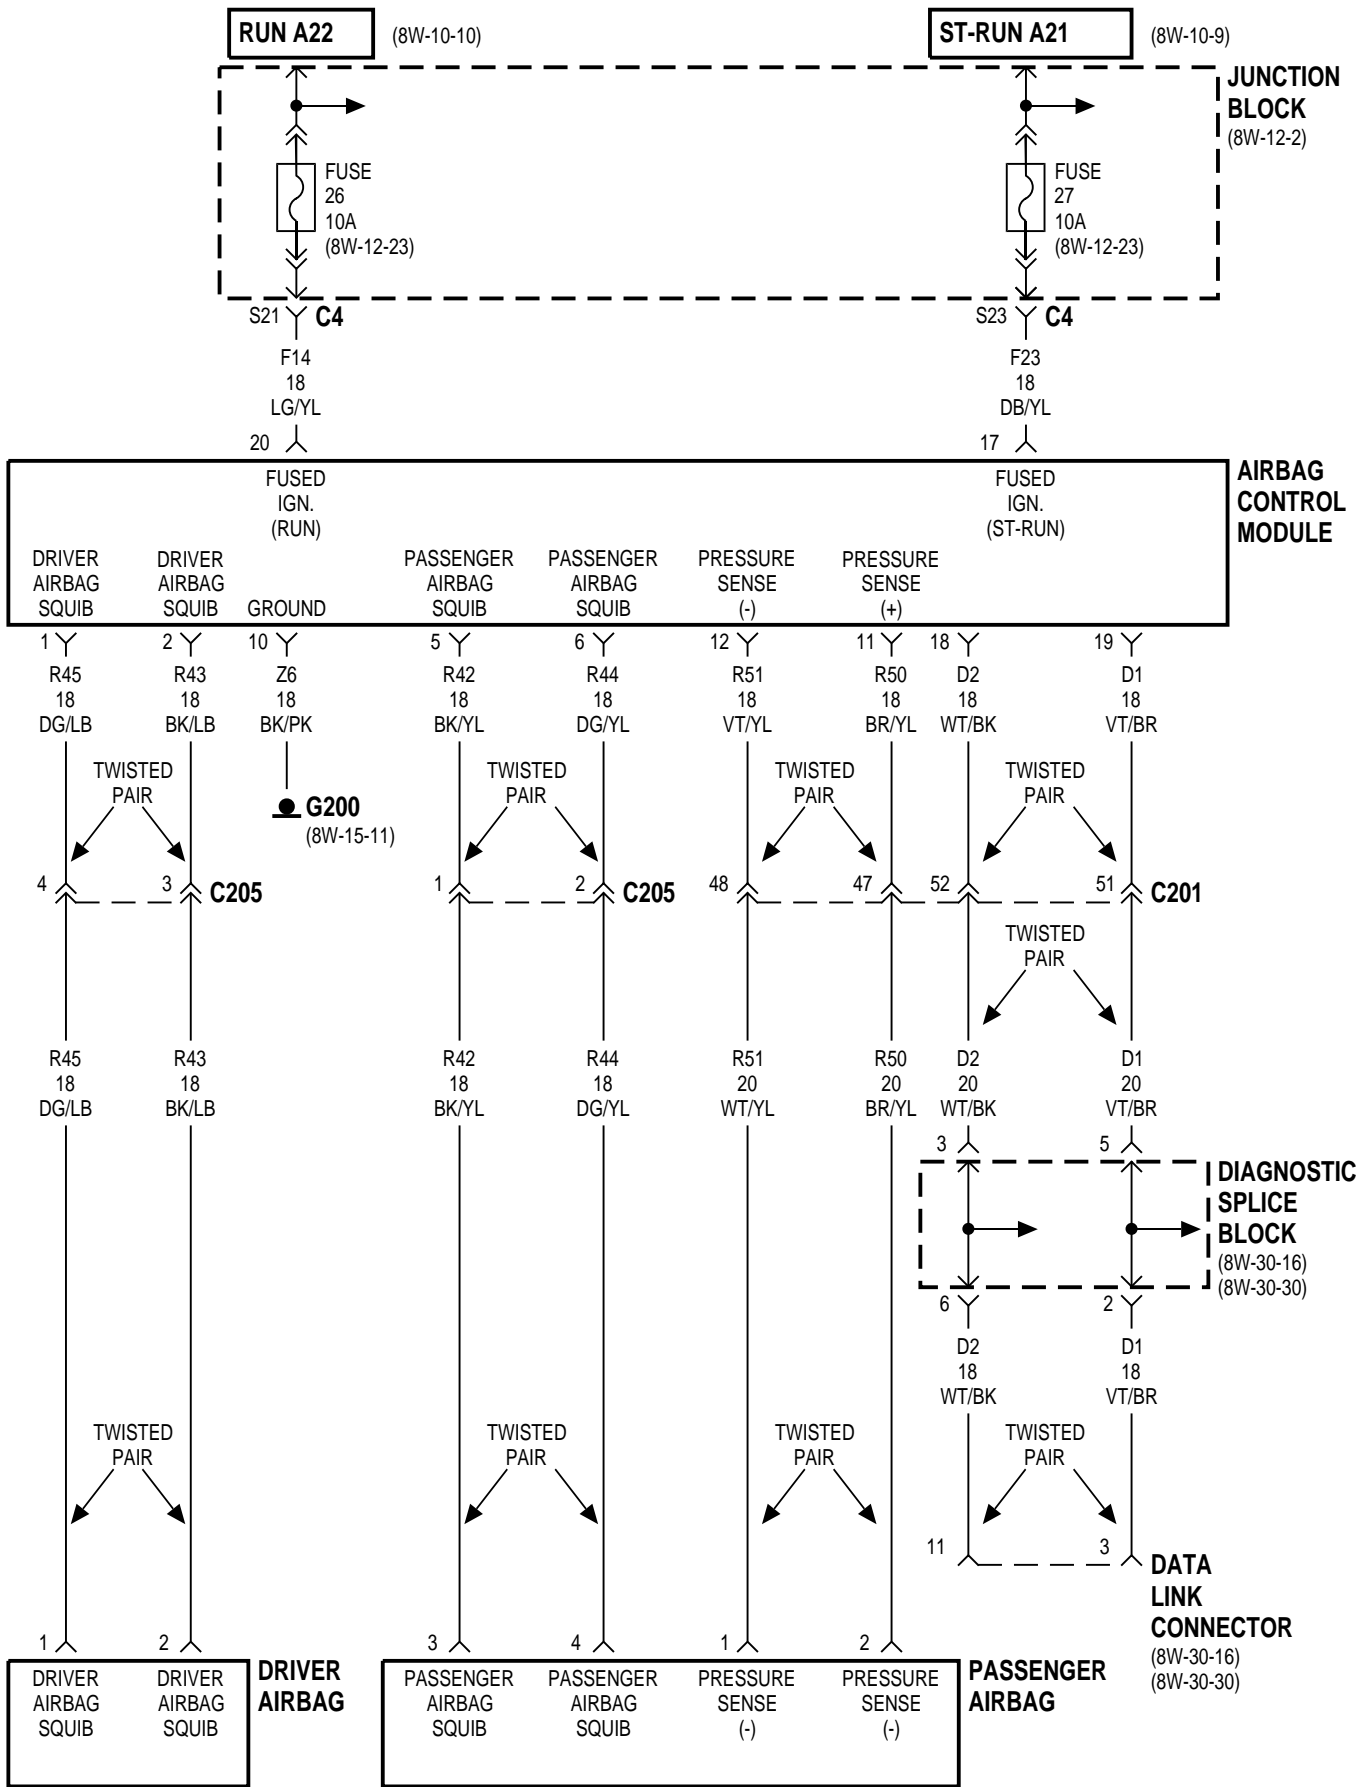 RUN A22
(8W-10-10)
ST-RUN A21
(8W-10-9)
JUNCTION
BLOCK
(8W-12-2)
FUSE
26
10A
(8W-12-23)
FUSE
27
10A
(8W-12-23)
S21
C4
S23
C4
F14
18
LG/YL
F23
18
DB/YL
20
17
FUSED
IGN.
(RUN)
FUSED
IGN.
(ST-RUN)
AIRBAG
CONTROL
MODULE
DRIVER
AIRBAG
SQUIB
DRIVER
AIRBAG
SQUIB
GROUND
PASSENGER
AIRBAG
SQUIB
PASSENGER
AIRBAG
SQUIB
PRESSURE
SENSE
(-)
PRESSURE
SENSE
(+)
1
2
10
5
6
12
11
18
19
R45
18
DG/LB
R43
18
BK/LB
Z6
18
BK/PK
R42
18
BK/YL
R44
18
DG/YL
R51
18
VT/YL
R50
18
BR/YL
D2
18
WT/BK
D1
18
VT/BR
TWISTED
PAIR
TWISTED
PAIR
TWISTED
PAIR
TWISTED
PAIR
G200
(8W-15-11)
4
3
C205
1
2
C205
48
47
52
51
C201
TWISTED
PAIR
R45
18
DG/LB
R43
18
BK/LB
R42
18
BK/YL
R44
18
DG/YL
R51
20
WT/YL
R50
20
BR/YL
D2
20
WT/BK
D1
20
VT/BR
3
5
DIAGNOSTIC
SPLICE
BLOCK
(8W-30-16)
(8W-30-30)
6
2
D2
18
WT/BK
D1
18
VT/BR
TWISTED
PAIR
TWISTED
PAIR
TWISTED
PAIR
TWISTED
PAIR
11
3
DATA
LINK
CONNECTOR
(8W-30-16)
(8W-30-30)
1
2
3
4
1
2
DRIVER
AIRBAG
SQUIB
DRIVER
AIRBAG
SQUIB
DRIVER
AIRBAG
PASSENGER
AIRBAG
SQUIB
PASSENGER
AIRBAG
SQUIB
PRESSURE
SENSE
(-)
PRESSURE
SENSE
(-)
PASSENGER
AIRBAG